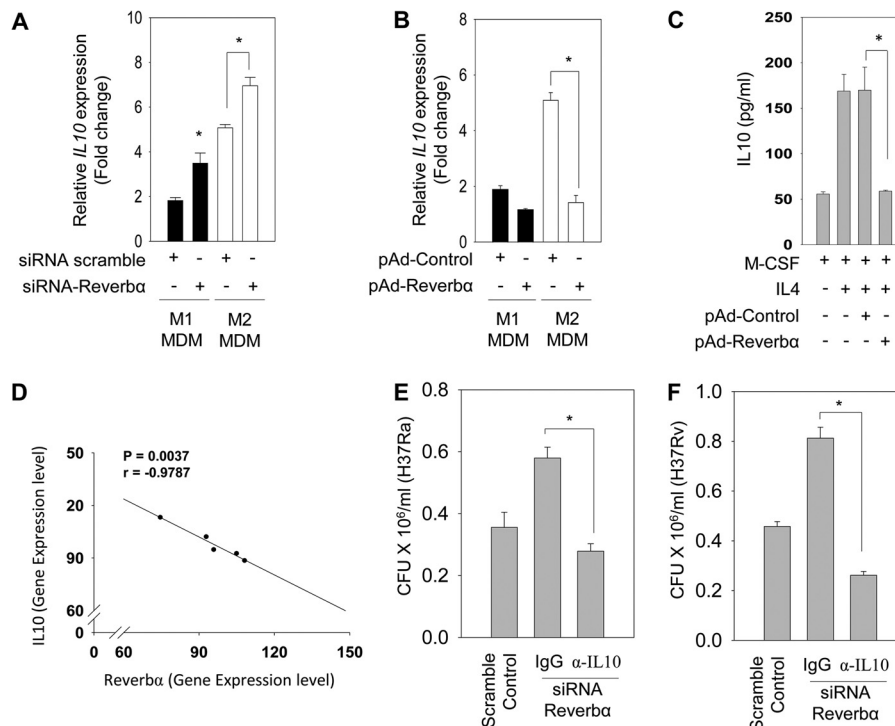 A
Relative IL10 expression
(Fold change)
10
8
6
4
2
0
*
*
siRNA scramble + - + -
siRNA-Reverbα - + - +
M1
MDM
M2
MDM
B
Relative IL10 expression
(Fold change)
8
6
4
2
0
*
pAd-Control + - + -
pAd-Reverbα - + - +
M1
MDM
M2
MDM
C
IL10 (pg/ml)
250
200
150
100
50
0
*
M-CSF + + + +
IL4 - + + +
pAd-Control - - + -
pAd-Reverbα - - - +
D
P = 0.0037
r = -0.9787
IL10 (Gene Expression level)
50
20
90
60
0
0 60 90 120 150
Reverbα (Gene Expression level)
E
CFU X 10⁶/ml (H37Ra)
0.8
0.6
0.4
0.2
0.0
*
Scramble
Control
IgG α-IL10
siRNA
Reverbα
F
CFU X 10⁶/ml (H37Rv)
1.0
0.8
0.6
0.4
0.2
0.0
*
Scramble
Control
IgG α-IL10
siRNA
Reverbα